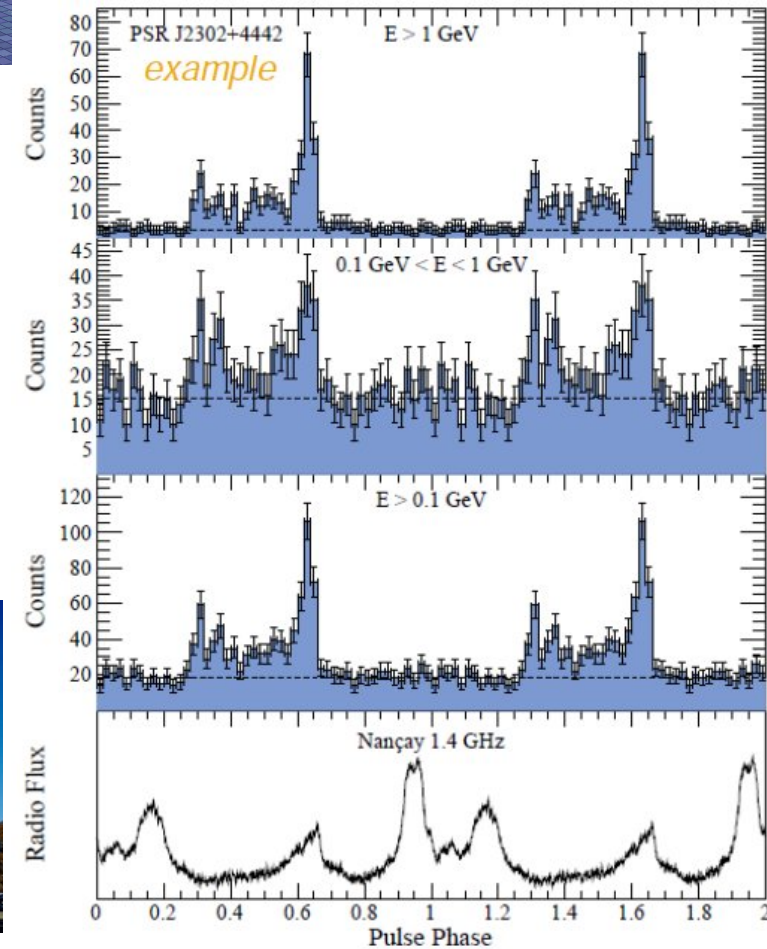 PSR J2302+4442 E > 1 GeV
example
Counts
80
70
60
50
40
30
20
10
0.1 GeV < E < 1 GeV
Counts
45
40
35
30
25
20
15
10
5
E > 0.1 GeV
Counts
120
100
80
60
40
20
Nançay 1.4 GHz
Radio Flux
0 0.2 0.4 0.6 0.8 1 1.2 1.4 1.6 1.8 2
Pulse Phase